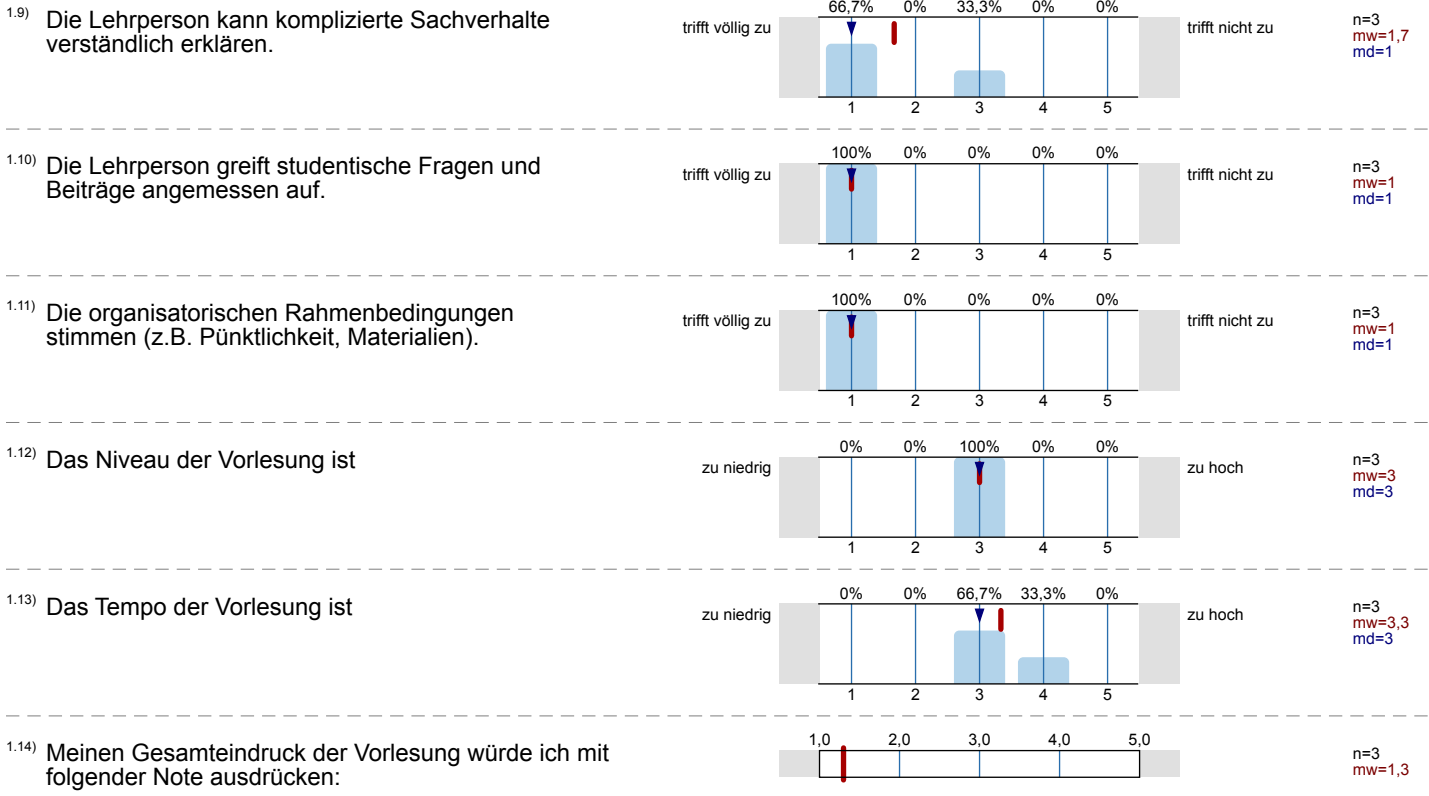 66,7% 0% 33,3% 0% 0%
1.9) Die Lehrperson kann komplizierte Sachverhalte
verständlich erklären.
trifft völlig zu
trifft nicht zu
n=3
mw=1,7
md=1
1 2 3 4 5
100% 0% 0% 0%
1.10) Die Lehrperson greift studentische Fragen und
Beiträge angemessen auf.
trifft völlig zu
trifft nicht zu
n=3
mw=1
md=1
1 2 3 4 5
100% 0% 0% 0%
1.11) Die organisatorischen Rahmenbedingungen
stimmen (z.B. Pünktlichkeit, Materialien).
trifft völlig zu
trifft nicht zu
n=3
mw=1
md=1
1 2 3 4 5
0% 0% 100% 0% 0%
1.12) Das Niveau der Vorlesung ist
zu niedrig
zu hoch
n=3
mw=3
md=3
1 2 3 4 5
0% 0% 66,7% 33,3% 0%
1.13) Das Tempo der Vorlesung ist
zu niedrig
zu hoch
n=3
mw=3,3
md=3
1 2 3 4 5
1,0 2,0 3,0 4,0 5,0
1.14) Meinen Gesamteindruck der Vorlesung würde ich mit
folgender Note ausdrücken:
n=3
mw=1,3